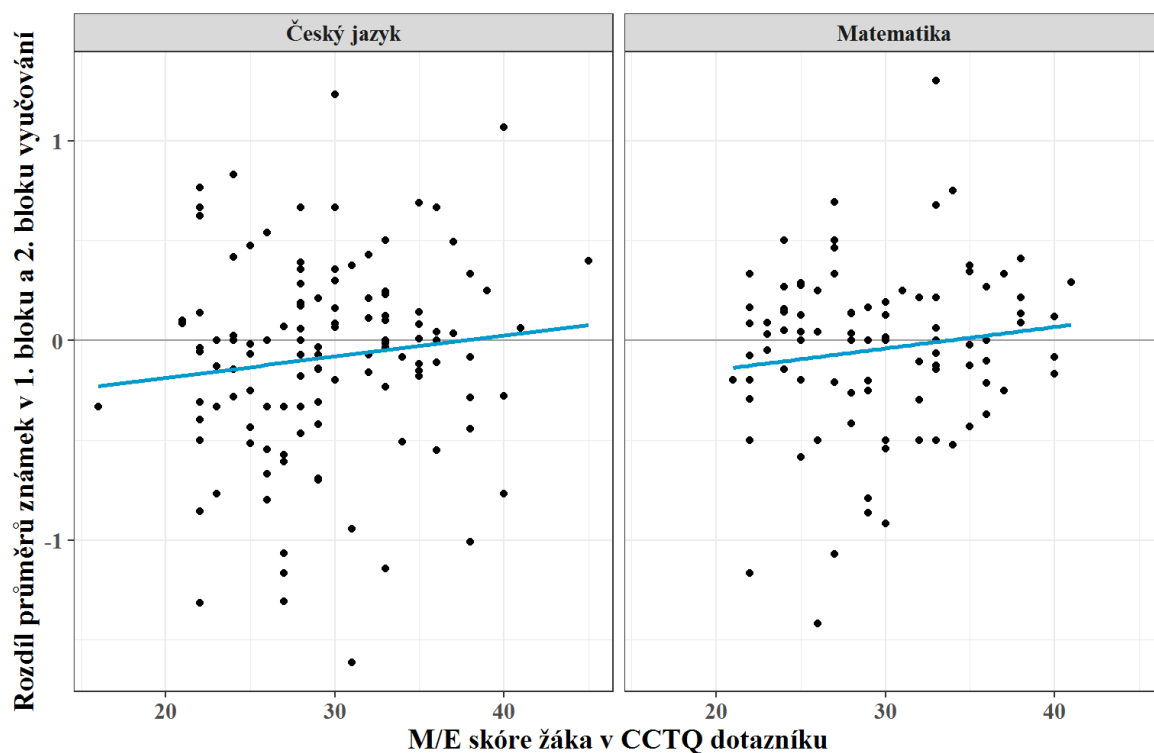 Český jazyk
Matematika
Rozdíl průměrů známek v 1. bloku a 2. bloku vyučování
1
0
-1
20
30
40
20
30
40
M/E skóre žáka v CCTQ dotazníku